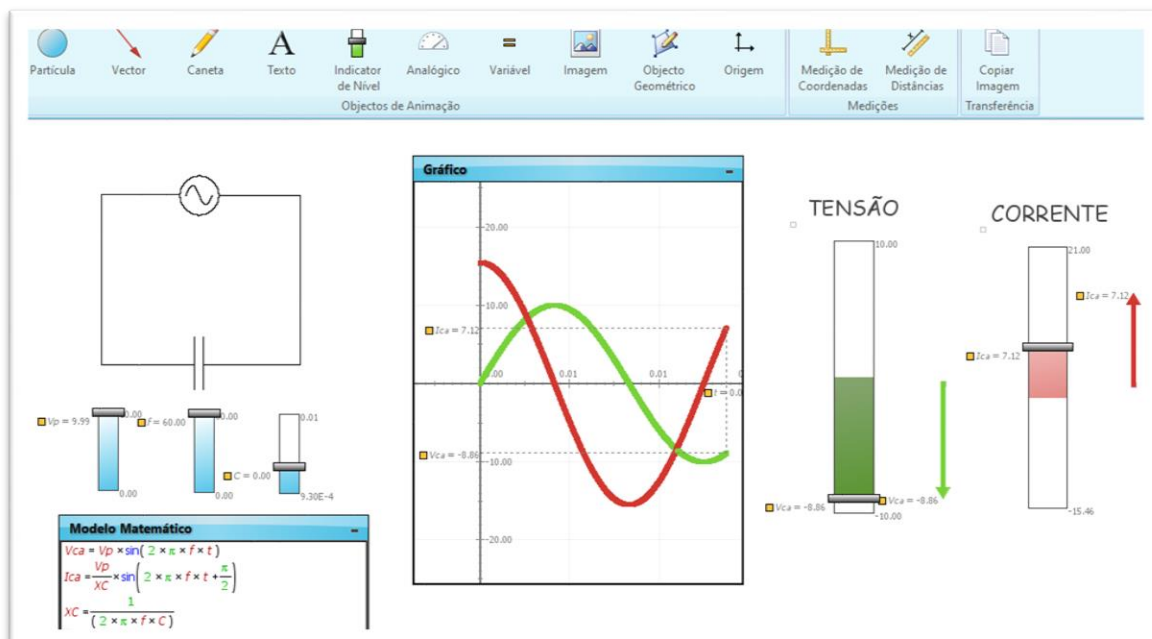 Partícula
Vector
Caneta
Texto
Indicator de Nível
Analógico
Variável
Imagem
Objecto Geométrico
Origem
Medição de Coordenadas
Medição de Distâncias
Copiar Imagem
Objectos de Animação
Medições
Transferência
Gráfico
20.00
10.00
Ica = 7.12
.00
0.01
0.01
t = 0.0
Vca = -8.86
-10.00
-20.00
TENSÃO
10.00
Vca = -8.86
Vca = -8.86
-10.00
CORRENTE
21.00
Ica = 7.12
Ica = 7.12
-15.46
Vp = 9.99
0.00
0.00
f = 60.00
0.00
0.00
0.01
C = 0.00
9.30E-4
Modelo Matemático
Vca = Vp × sin( 2 × π × f × t )
Ica = Vp/XC × sin( 2 × π × f × t + π/2 )
XC = 1/( 2 × π × f × C )